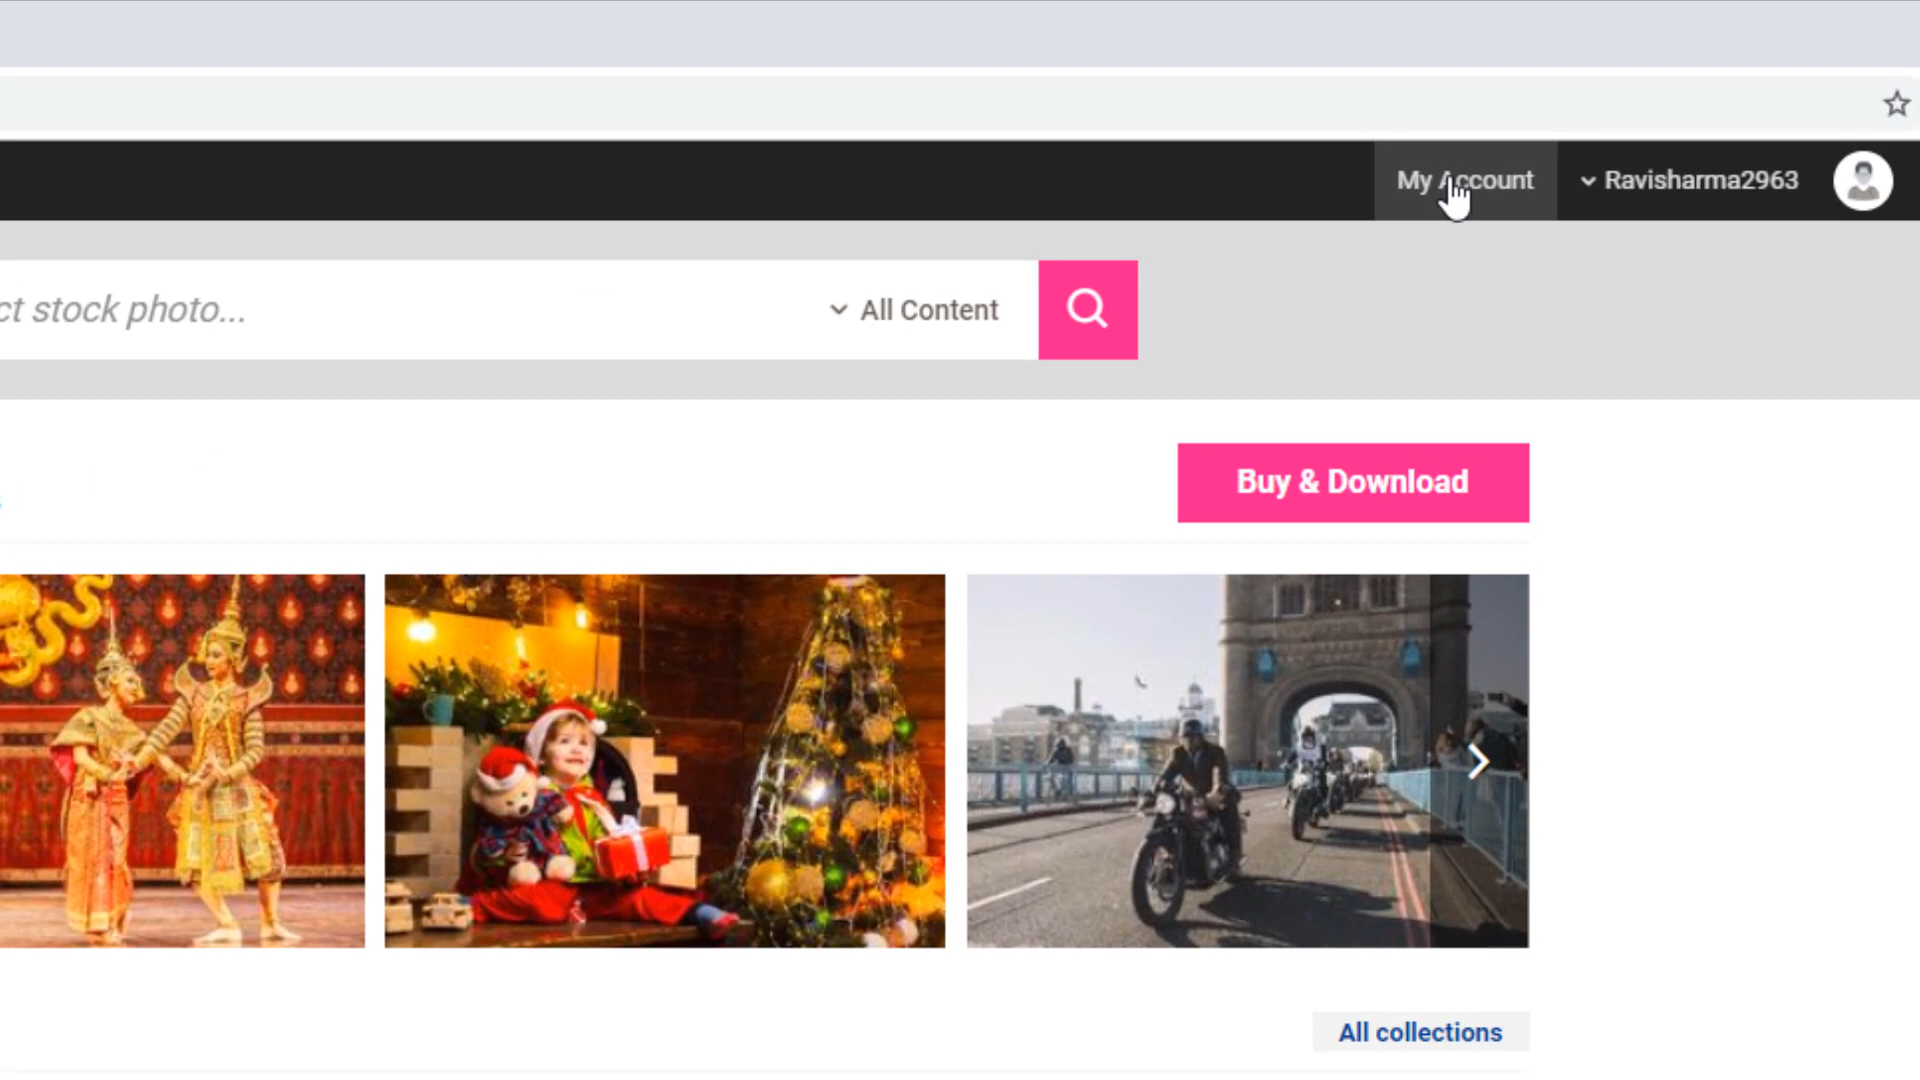 My Account
Ravisharma2963
ct stock photo...
All Content
Buy & Download
All collections